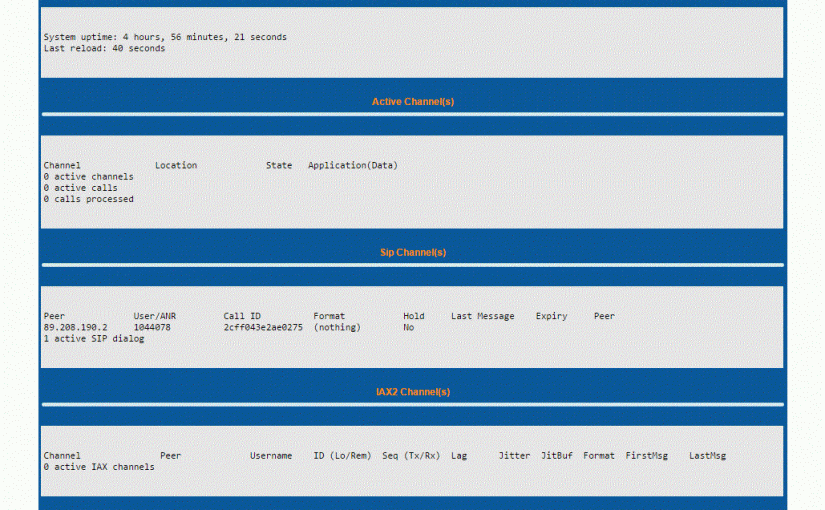 System uptime: 4 hours, 56 minutes, 21 seconds
Last reload: 40 seconds
Active Channel(s)
Channel Location State Application(Data)
0 active channels
0 active calls
0 calls processed
Sip Channel(s)
Peer User/ANR Call ID Format Hold Last Message Expiry Peer
89.208.190.2 1044078 2cff043e2ae0275 (nothing) No
1 active SIP dialog
IAX2 Channel(s)
Channel Peer Username ID (Lo/Rem) Seq (Tx/Rx) Lag Jitter JitBuf Format FirstMsg LastMsg
0 active IAX channels